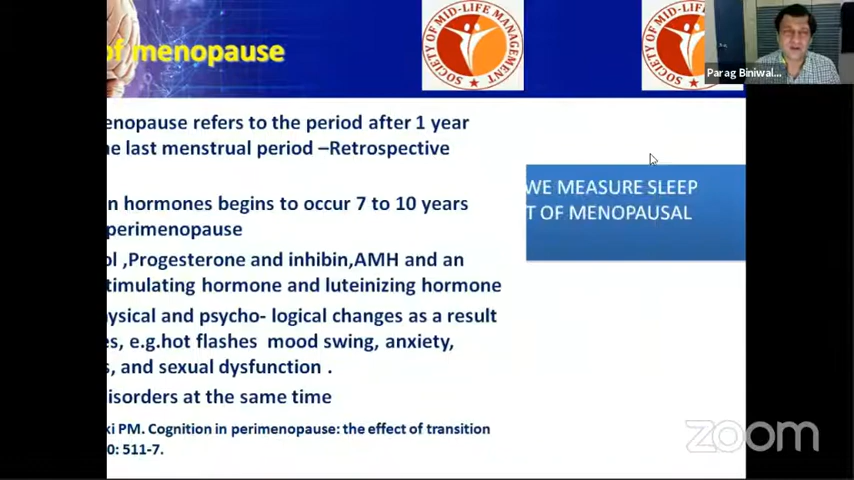 of menopause
SOCIETY OF MID-LIFE MANAGEMENT
SOCIETY OF MID-LIFE
Parag Biniwal...
enopause refers to the period after 1 year
e last menstrual period –Retrospective
n hormones begins to occur 7 to 10 years
perimenopause
ol ,Progesterone and inhibin,AMH and an
timulating hormone and luteinizing hormone
ysical and psycho- logical changes as a result
es, e.g.hot flashes mood swing, anxiety,
s, and sexual dysfunction .
isorders at the same time
ki PM. Cognition in perimenopause: the effect of transition
0: 511-7.
WE MEASURE SLEEP
T OF MENOPAUSAL
zoom